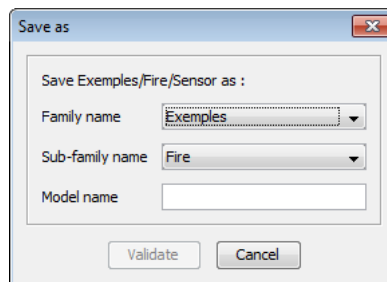 Save as
Save Exemples/Fire/Sensor as :
Family name Exemples
Sub-family name Fire
Model name
Validate Cancel